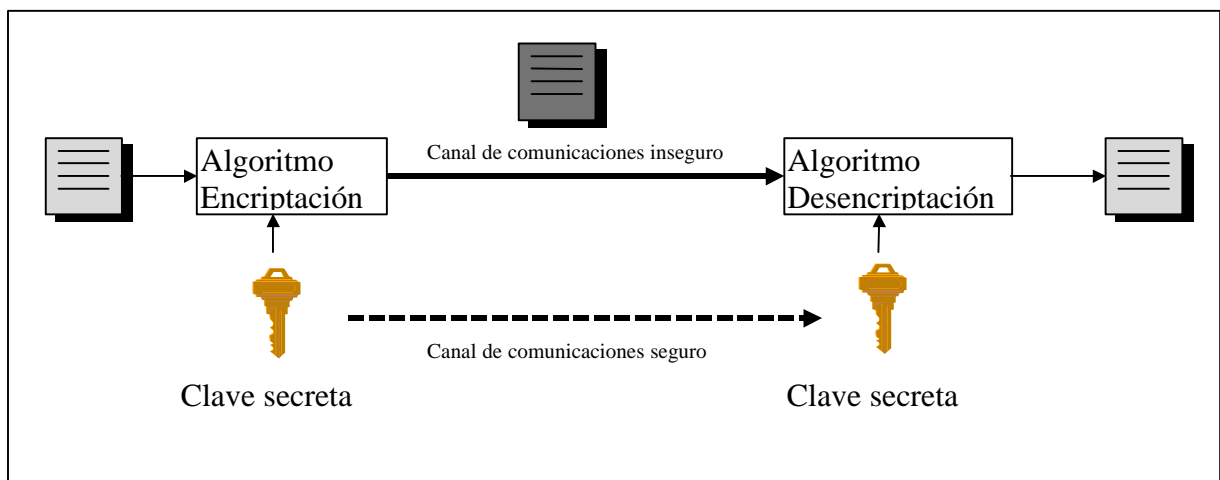 Algoritmo
Encriptación
Canal de comunicaciones inseguro
Algoritmo
Desencriptación
Canal de comunicaciones seguro
Clave secreta
Clave secreta